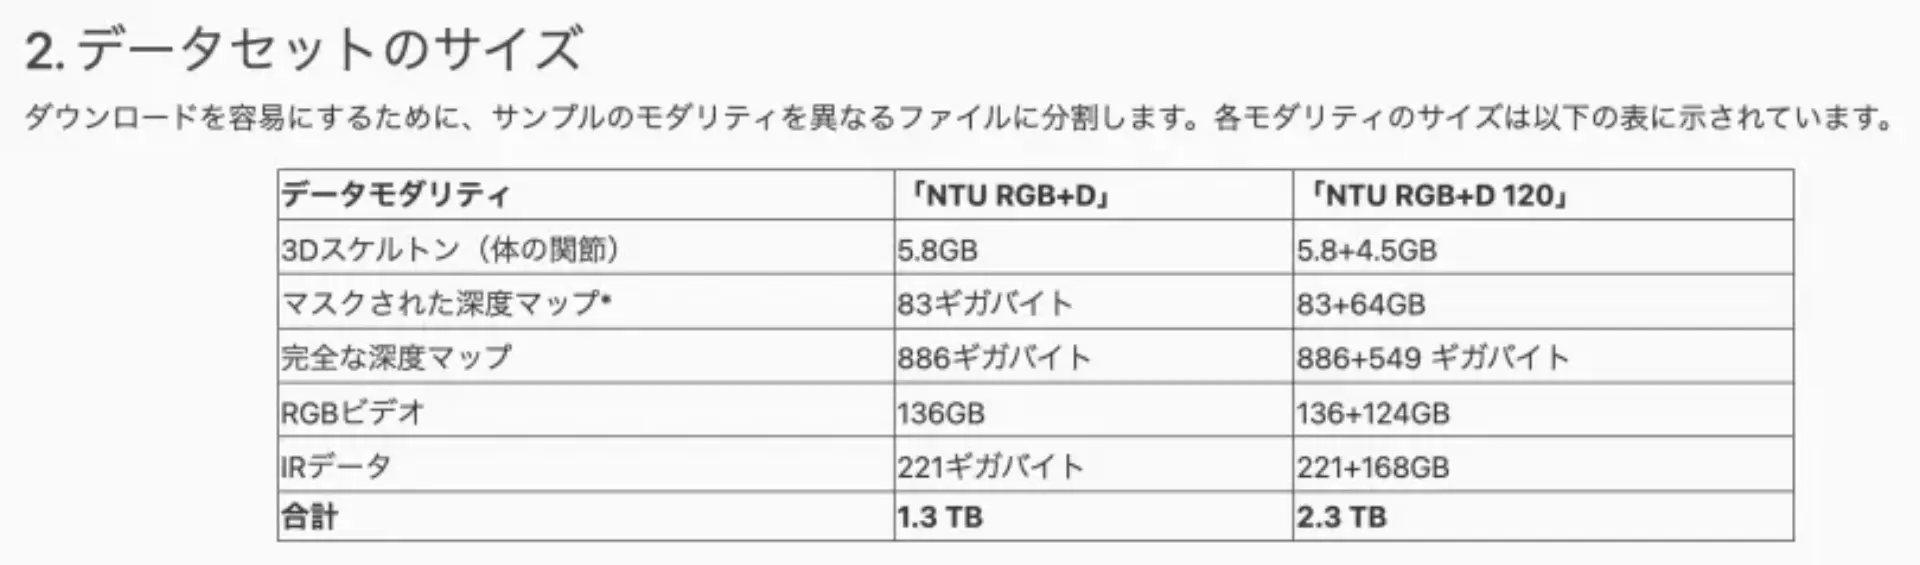 2. データセットのサイズ
ダウンロードを容易にするために、サンプルのモダリティを異なるファイルに分割します。各モダリティのサイズは以下の表に示されています。
データモダリティ 「NTU RGB+D」 「NTU RGB+D 120」
3Dスケルトン（体の関節） 5.8GB 5.8+4.5GB
マスクされた深度マップ* 83ギガバイト 83+64GB
完全な深度マップ 886ギガバイト 886+549 ギガバイト
RGBビデオ 136GB 136+124GB
IRデータ 221ギガバイト 221+168GB
合計 1.3 TB 2.3 TB